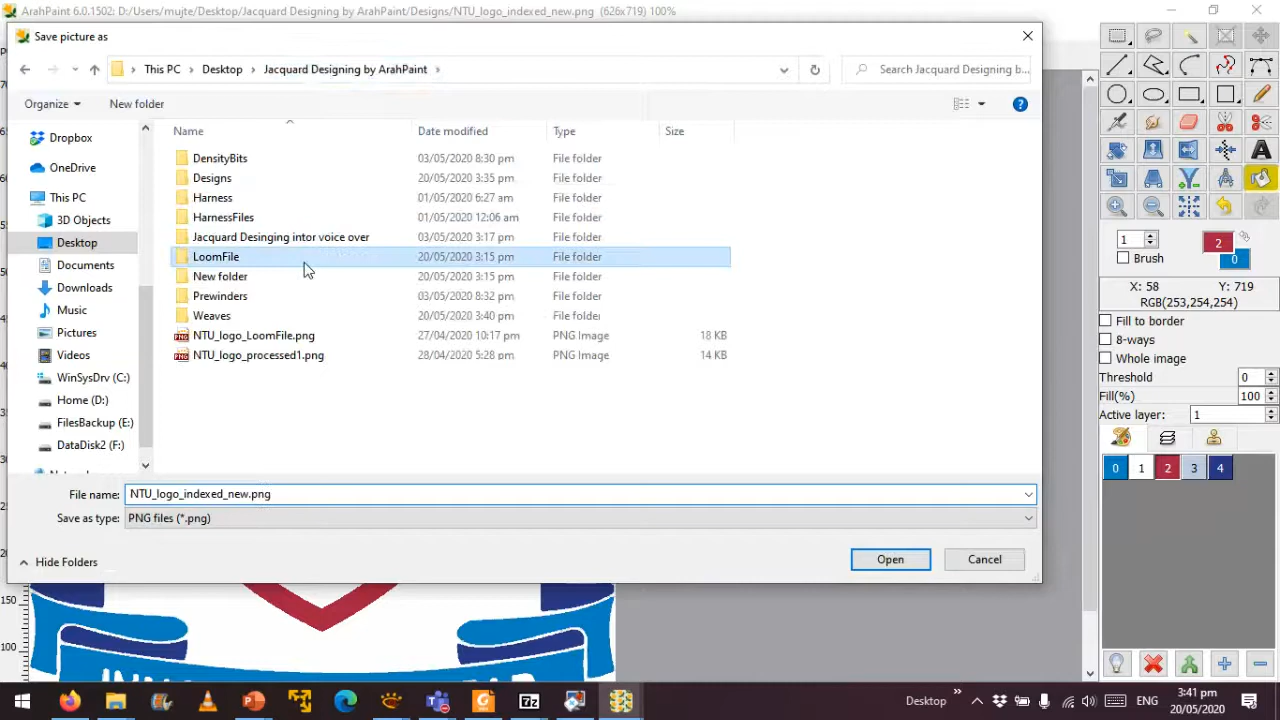 ArahPaint 6.0.1502: D:/Users/mujte/Desktop/Jacquard Designing by ArahPaint/Designs/NTU_logo_indexed_new.png (626x719) 100%
Save picture as
This PC > Desktop > Jacquard Designing by ArahPaint >
Search Jacquard Designing b...
Organize
New folder
Name
Date modified
Type
Size
Dropbox
OneDrive
This PC
3D Objects
Desktop
Documents
Downloads
Music
Pictures
Videos
WinSysDrv (C:)
Home (D:)
FilesBackup (E:)
DataDisk2 (F:)
DensityBits 03/05/2020 8:30 pm File folder
Designs 20/05/2020 3:35 pm File folder
Harness 01/05/2020 6:27 am File folder
HarnessFiles 01/05/2020 12:06 am File folder
Jacquard Desinging intor voice over 03/05/2020 3:17 pm File folder
LoomFile 20/05/2020 3:15 pm File folder
New folder 20/05/2020 3:15 pm File folder
Prewinders 03/05/2020 8:32 pm File folder
Weaves 20/05/2020 3:40 pm File folder
NTU_logo_LoomFile.png 27/04/2020 10:17 pm PNG Image 18 KB
NTU_logo_processed1.png 28/04/2020 5:28 pm PNG Image 14 KB
File name: NTU_logo_indexed_new.png
Save as type: PNG files (*.png)
Hide Folders
Open
Cancel
1
2
0
Brush
X: 58 Y: 719
RGB(253,254,254)
Fill to border
8-ways
Whole image
Threshold 0
Fill(%) 100
Active layer: 1
0 1 2 3 4
150
100
Desktop
ENG
3:41 pm
20/05/2020